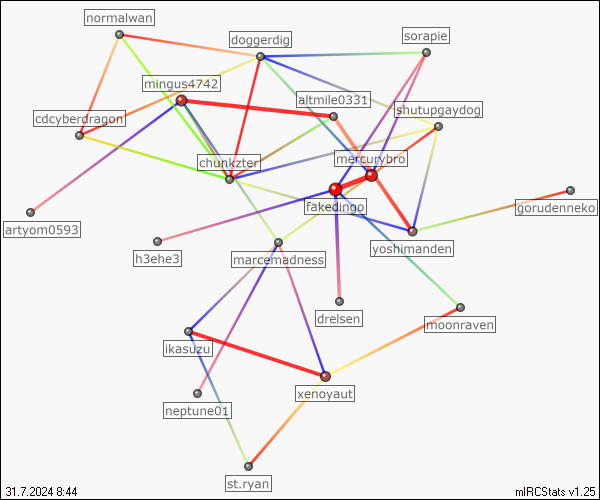 normalwan
doggerdig
sorapie
mingus4742
altmile0331
shutupgaydog
cdcyberdragon
chunkzter
mercurybro
fakedingo
gorudenneko
artyom0593
yoshimanden
h3ehe3
marcemadness
drelsen
moonraven
ikasuzu
xenoyaut
neptune01
st.ryan
31.7.2024 8:44
mIRCStats v1.25